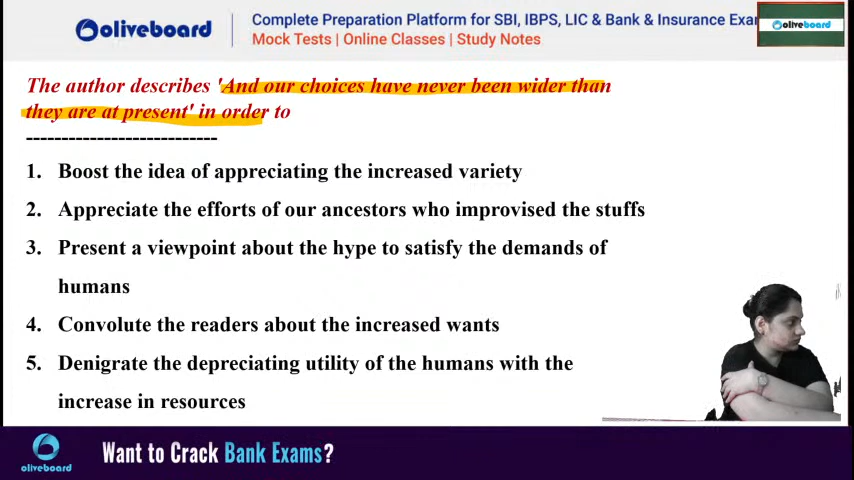 oliveboard
Complete Preparation Platform for SBI, IBPS, LIC & Bank & Insurance Exa
Mock Tests | Online Classes | Study Notes
oliveboard
The author describes 'And our choices have never been wider than
they are at present' in order to
---------------------------
1. Boost the idea of appreciating the increased variety
2. Appreciate the efforts of our ancestors who improvised the stuffs
3. Present a viewpoint about the hype to satisfy the demands of
humans
4. Convolute the readers about the increased wants
5. Denigrate the depreciating utility of the humans with the
increase in resources
oliveboard
Want to Crack Bank Exams?